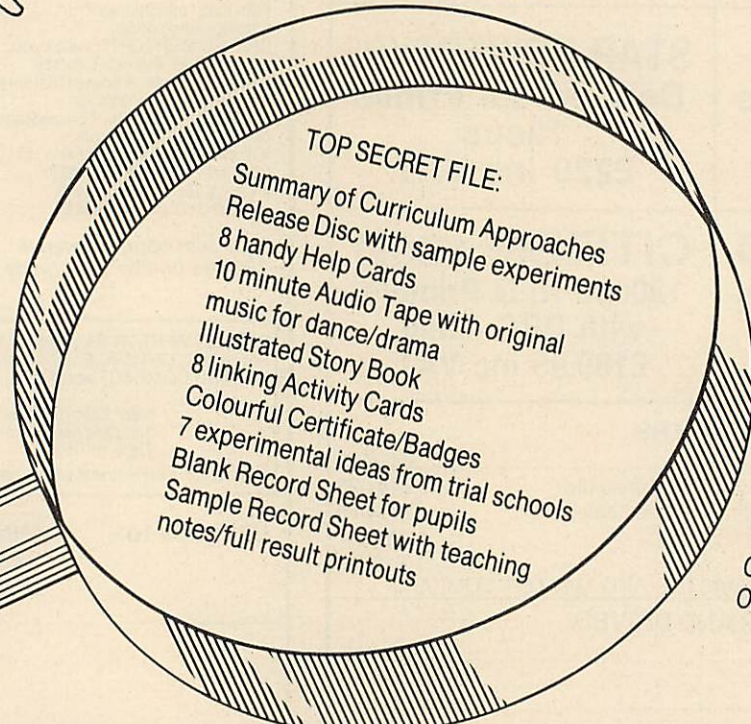 TOP SECRET FILE:
Summary of Curriculum Approaches
Release Disc with sample experiments
8 handy Help Cards
10 minute Audio Tape with original
music for dance/drama
Illustrated Story Book
8 linking Activity Cards
Colourful Certificate/Badges
7 experimental ideas from trial schools
Blank Record Sheet for pupils
Sample Record Sheet with teaching
notes/full result printouts